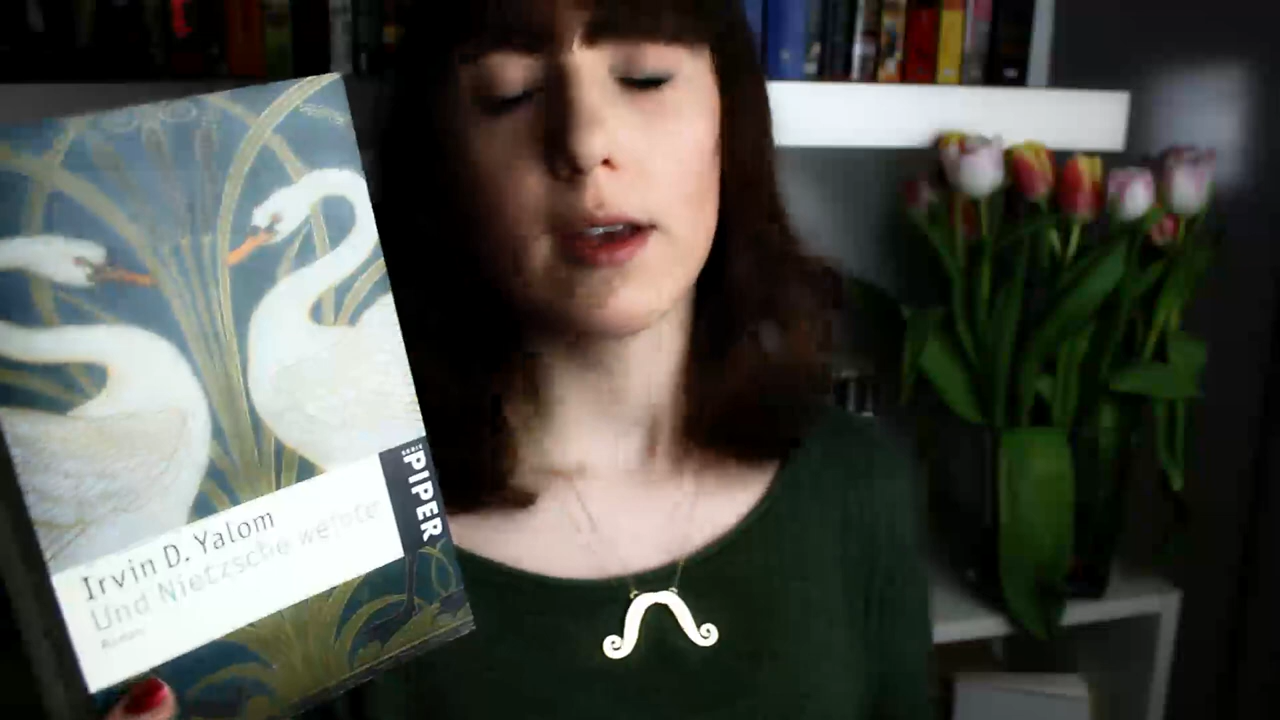 SERIE
PIPER
Irvin D. Yalom
Und Nietzsche weinte
Roman